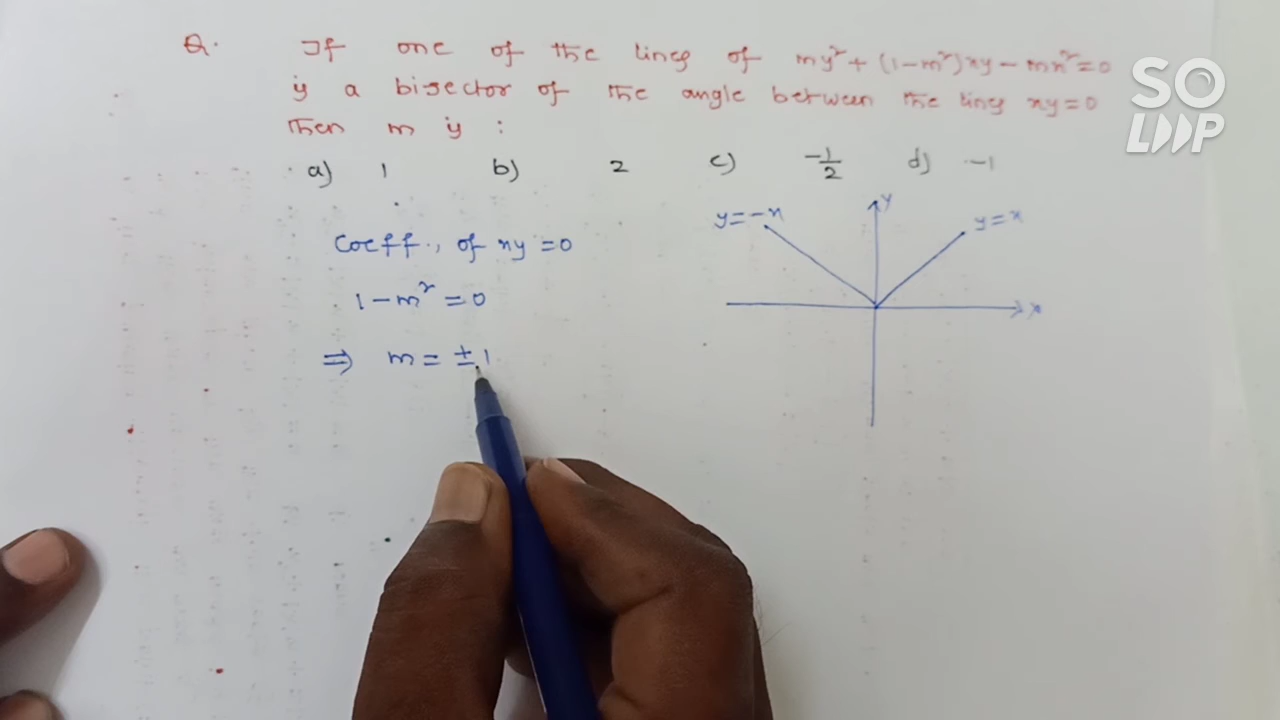 Q. If one of the lines of my² + (1-m²)xy - mx² = 0
is a bisector of the angle between the lines xy = 0
then m is :
a) 1 b) 2 c) -1/2 d) -1
Coeff., of xy = 0
1 - m² = 0
⇒ m = ±1
y = -x
y
y = x
x
SO
LOOP